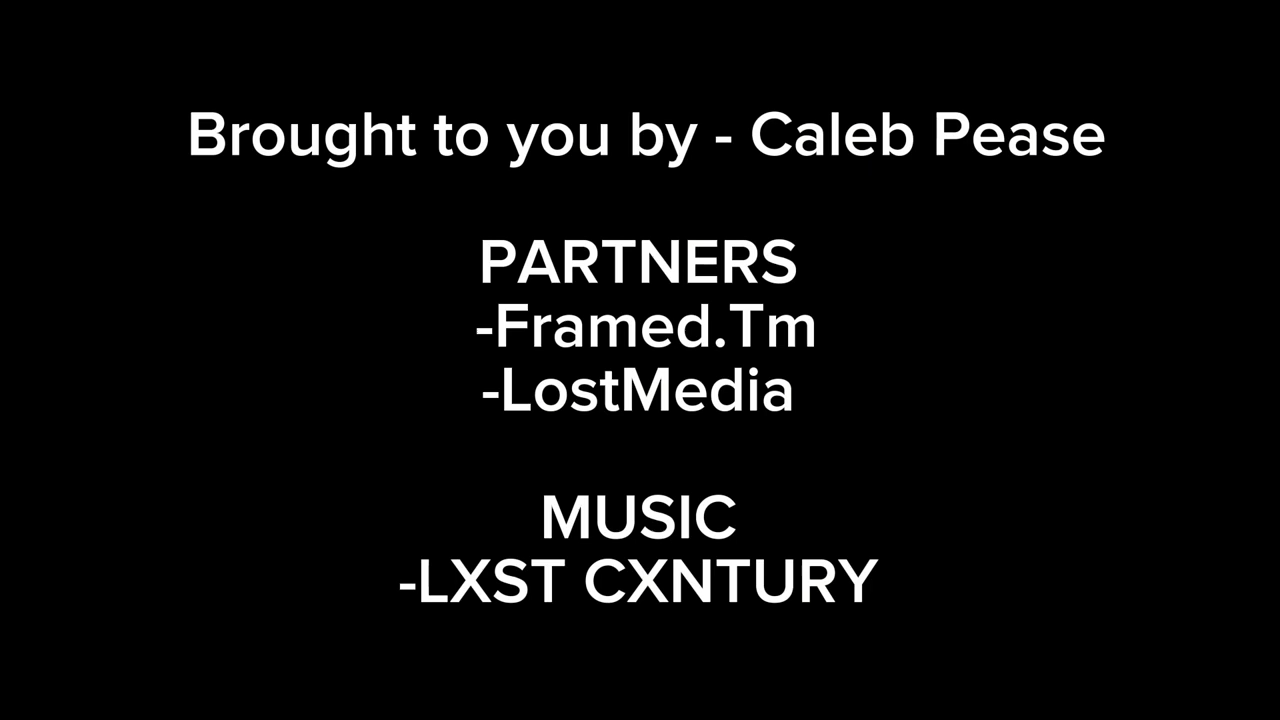 Brought to you by - Caleb Pease
PARTNERS
-Framed.Tm
-LostMedia
MUSIC
-LXST CXNTURY